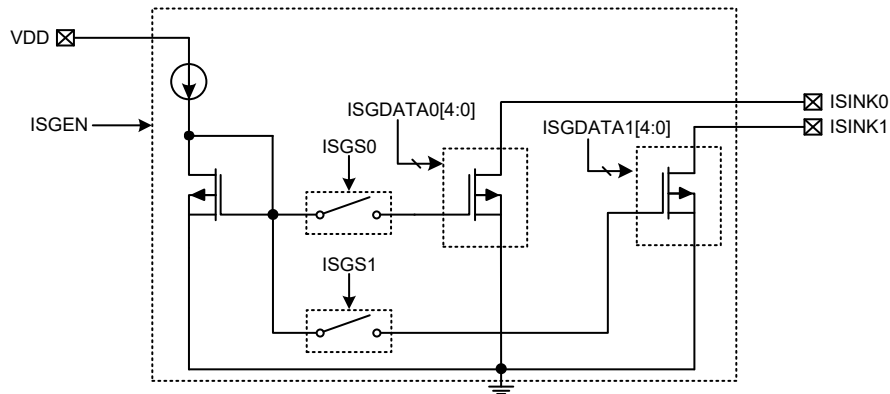 VDD
ISINK0
ISGDATA0[4:0]
ISGEN
ISGDATA1[4:0]
ISINK1
ISGS0
ISGS1